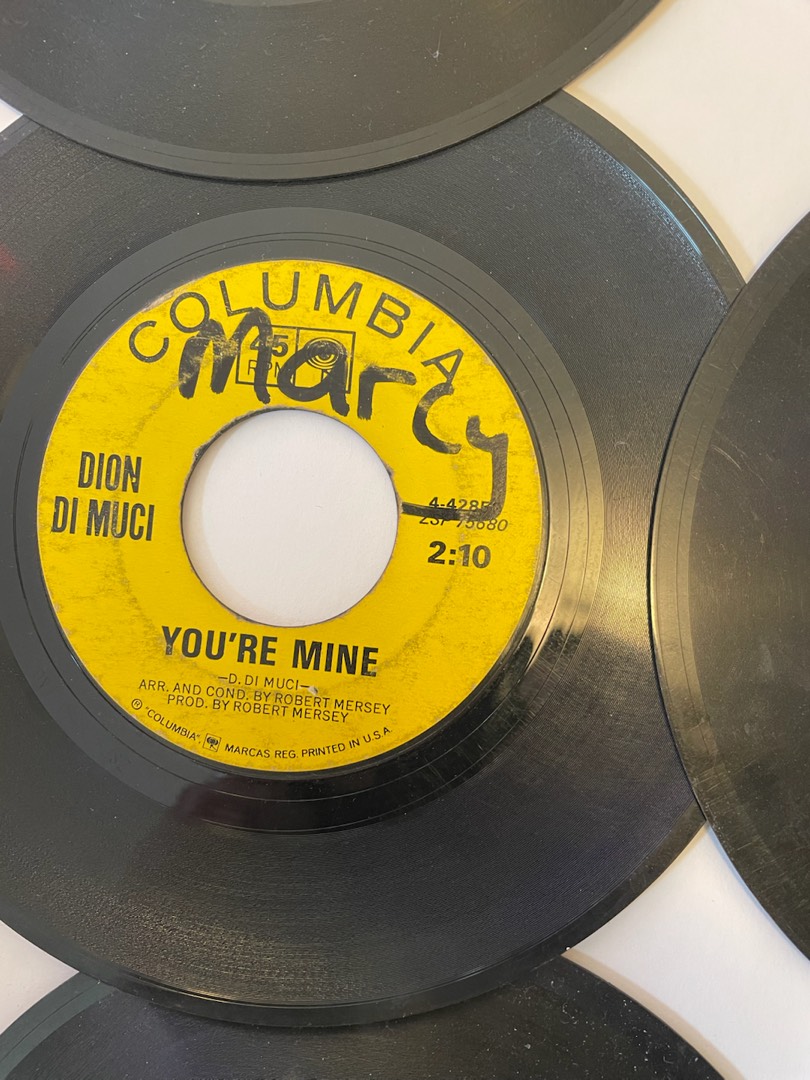 COLUMBIA
45
RPM
Marcy
DION
DI MUCI
2:10
YOU'RE MINE
—D. DI MUCI—
ARR. AND COND. BY ROBERT MERSEY
PROD. BY ROBERT MERSEY
® "COLUMBIA", MARCAS REG. PRINTED IN U.S.A.